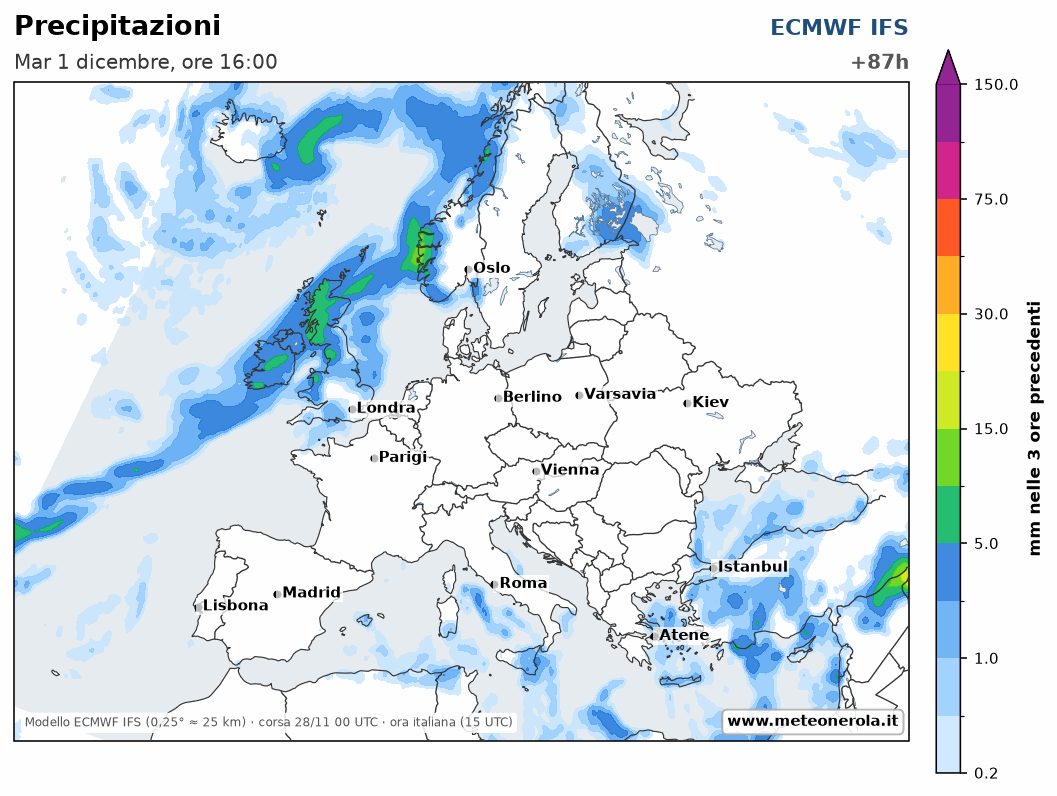 Precipitazioni
ECMWF IFS
Mar 1 dicembre, ore 16:00
+87h
150.0
75.0
30.0
15.0
5.0
1.0
0.2
mm nelle 3 ore precedenti
Oslo
Berlino
Varsavia
Kiev
Londra
Parigi
Vienna
Istanbul
Roma
Madrid
Lisbona
Atene
Modello ECMWF IFS (0,25° ≈ 25 km) · corsa 28/11 00 UTC · ora italiana (15 UTC)
www.meteonerola.it